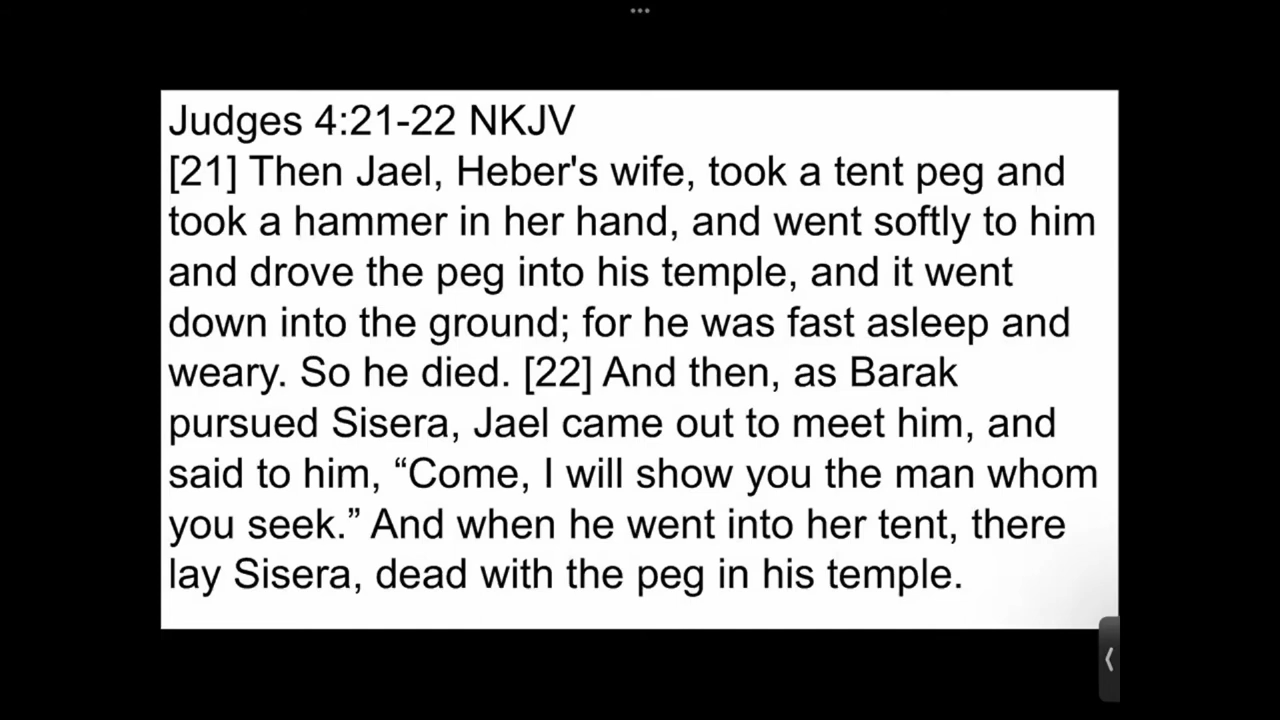 Judges 4:21-22 NKJV
[21] Then Jael, Heber's wife, took a tent peg and
took a hammer in her hand, and went softly to him
and drove the peg into his temple, and it went
down into the ground; for he was fast asleep and
weary. So he died. [22] And then, as Barak
pursued Sisera, Jael came out to meet him, and
said to him, “Come, I will show you the man whom
you seek.” And when he went into her tent, there
lay Sisera, dead with the peg in his temple.